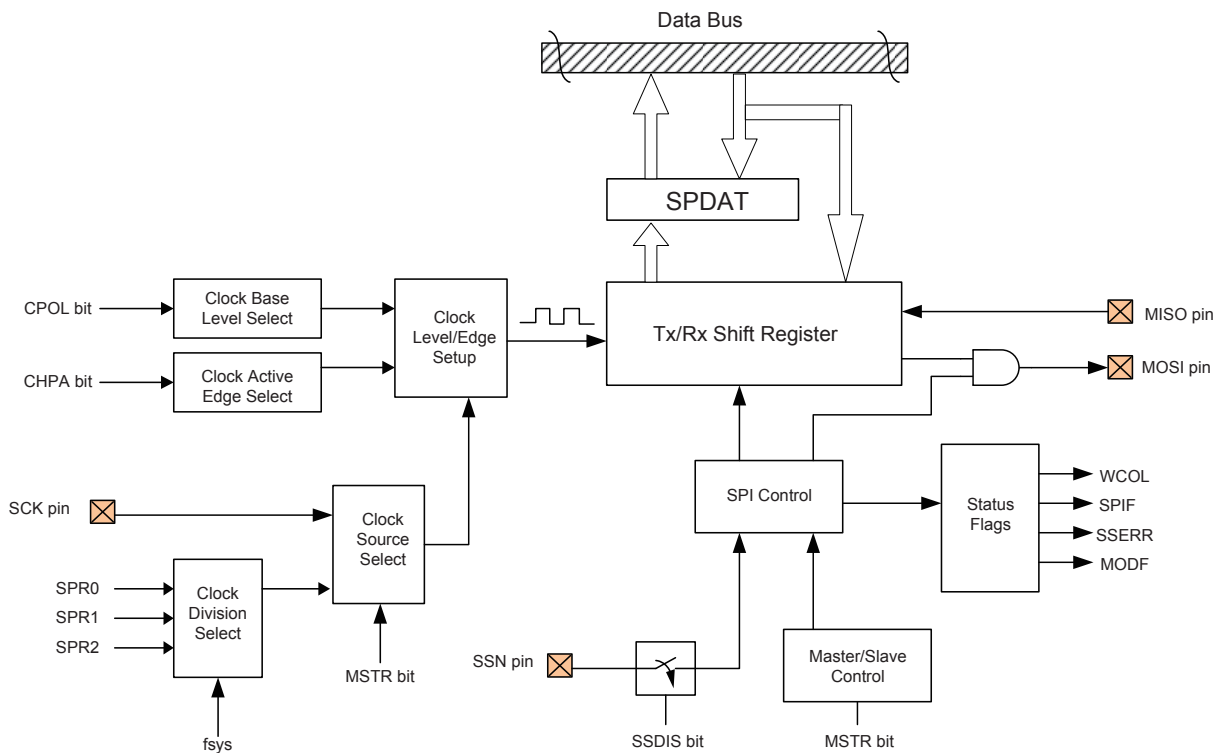 Data Bus
SPDAT
CPOL bit
Clock Base
Level Select
Clock
Level/Edge
Setup
Tx/Rx Shift Register
MISO pin
MOSI pin
CHPA bit
Clock Active
Edge Select
SCK pin
Clock
Source
Select
SPI Control
Status
Flags
WCOL
SPIF
SSERR
MODF
SPR0
SPR1
SPR2
Clock
Division
Select
MSTR bit
fsys
SSN pin
SSDIS bit
Master/Slave
Control
MSTR bit